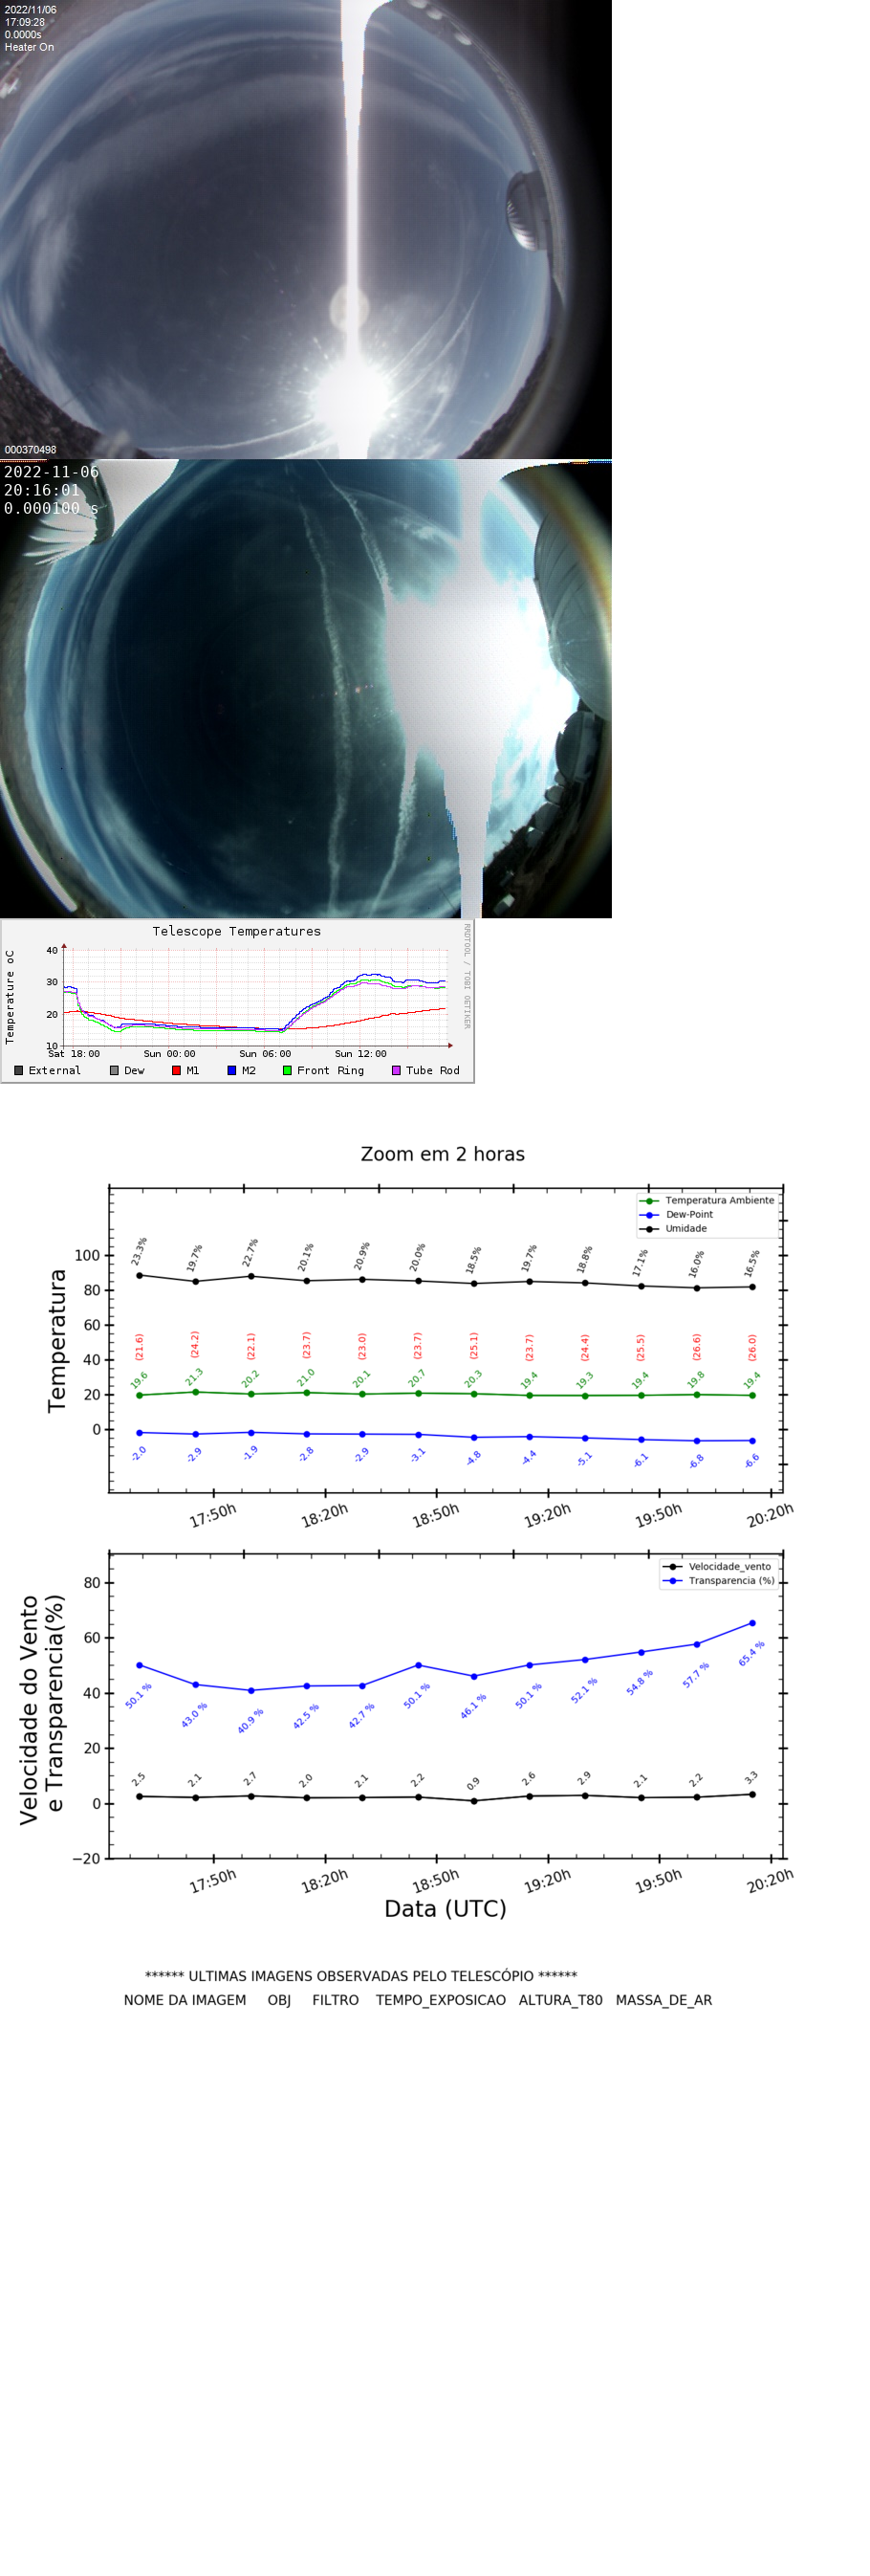 2022/11/06
17:09:28
0.0000s
Heater On
000370498
2022-11-06
20:16:01
0.000100 s
Telescope Temperatures
RRDTOOL / TOBI OETIKER
Temperature oC
40
30
20
10
Sat 18:00 Sun 00:00 Sun 06:00 Sun 12:00
External Dew M1 M2 Front Ring Tube Rod
Zoom em 2 horas
Temperatura Ambiente
Dew-Point
Umidade
Temperatura
100
80
60
40
20
0
23.3% 19.7% 22.7% 20.1% 20.9% 20.0% 18.5% 19.7% 18.8% 17.1% 16.0% 16.5%
(21.6) (24.2) (22.1) (23.7) (23.0) (23.7) (25.1) (23.7) (24.4) (25.5) (26.6) (26.0)
19.6 21.3 20.2 21.0 20.1 20.7 20.3 19.4 19.3 19.4 19.8 19.4
-2.0 -2.9 -1.9 -2.8 -2.9 -3.1 -4.8 -4.4 -5.1 -6.1 -6.8 -6.6
17:50h 18:20h 18:50h 19:20h 19:50h 20:20h
Velocidade_vento
Transparencia (%)
Velocidade do Vento
e Transparencia(%)
80
60
40
20
0
−20
50.1 % 43.0 % 40.9 % 42.5 % 42.7 % 50.1 % 46.1 % 50.1 % 52.1 % 54.8 % 57.7 % 65.4 %
2.5 2.1 2.7 2.0 2.1 2.2 0.9 2.6 2.9 2.1 2.2 3.3
17:50h 18:20h 18:50h 19:20h 19:50h 20:20h
Data (UTC)
****** ULTIMAS IMAGENS OBSERVADAS PELO TELESCÓPIO ******
NOME DA IMAGEM OBJ FILTRO TEMPO_EXPOSICAO ALTURA_T80 MASSA_DE_AR